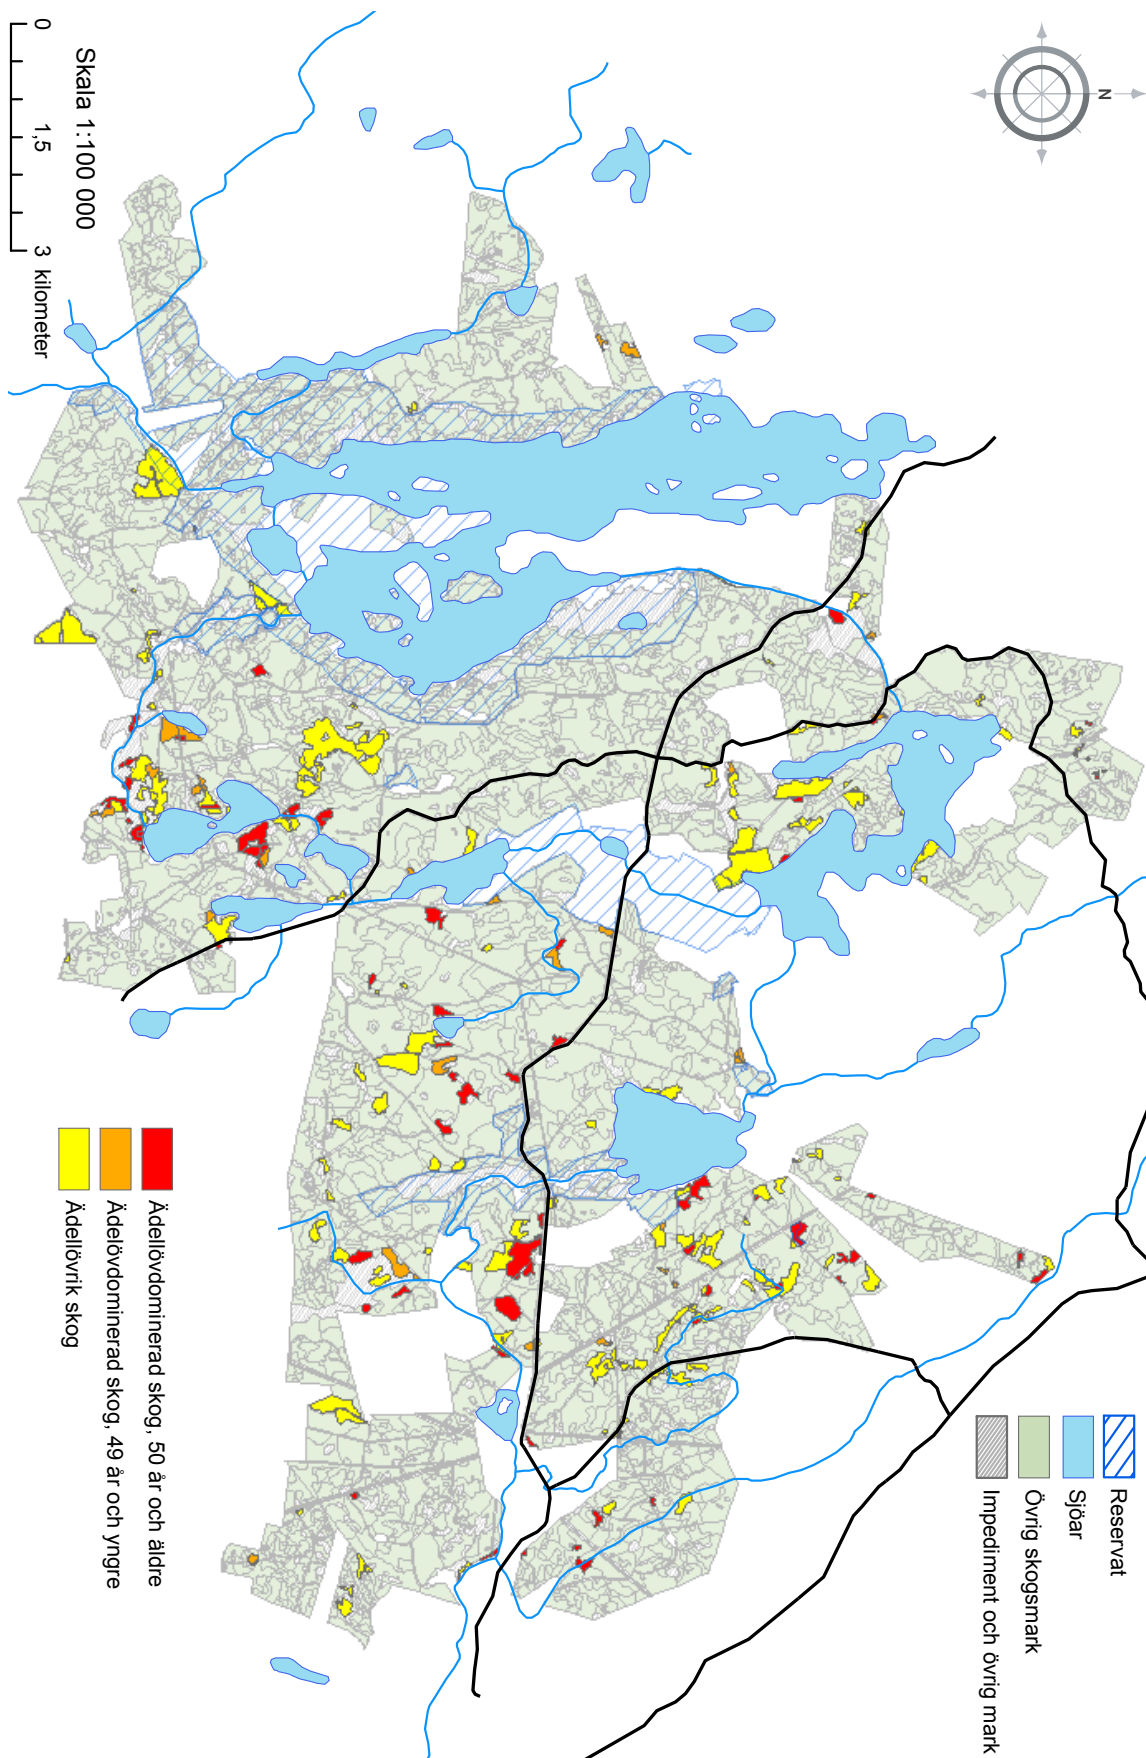 N
Reservat
Sjöar
Övrig skogsmark
Impediment och övrig mark
Skala 1:100 000
0 1,5 3 kilometer
Ädellövdominerad skog, 50 år och äldre
Ädelövdominerad skog, 49 år och yngre
Ädellövrik skog